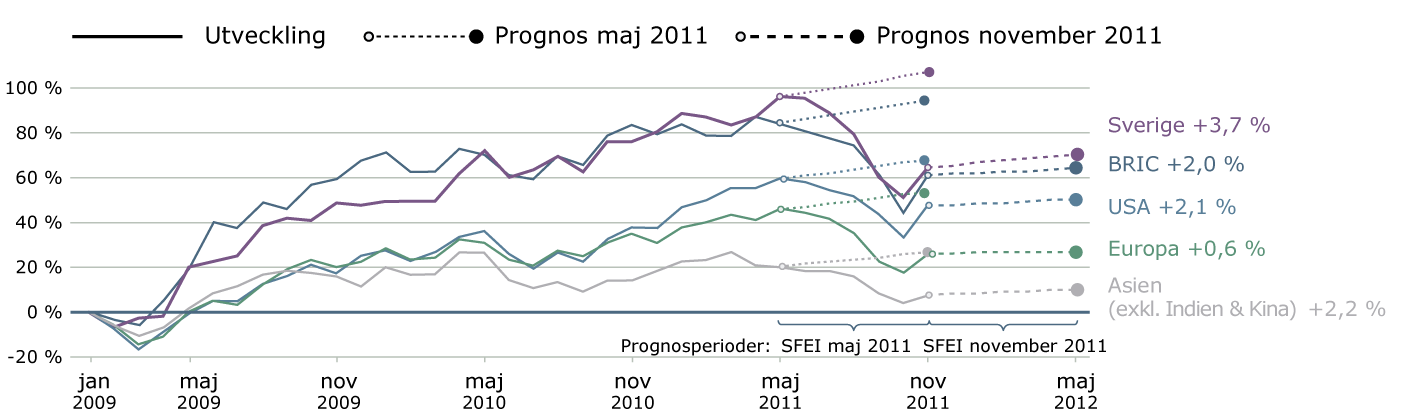 Utveckling Prognos maj 2011 Prognos november 2011
100 %
80 %
60 %
40 %
20 %
0 %
-20 %
Sverige +3,7 %
BRIC +2,0 %
USA +2,1 %
Europa +0,6 %
Asien
(exkl. Indien & Kina) +2,2 %
Prognosperioder: SFEI maj 2011 SFEI november 2011
jan maj nov maj nov maj nov maj
2009 2009 2009 2010 2010 2011 2011 2012